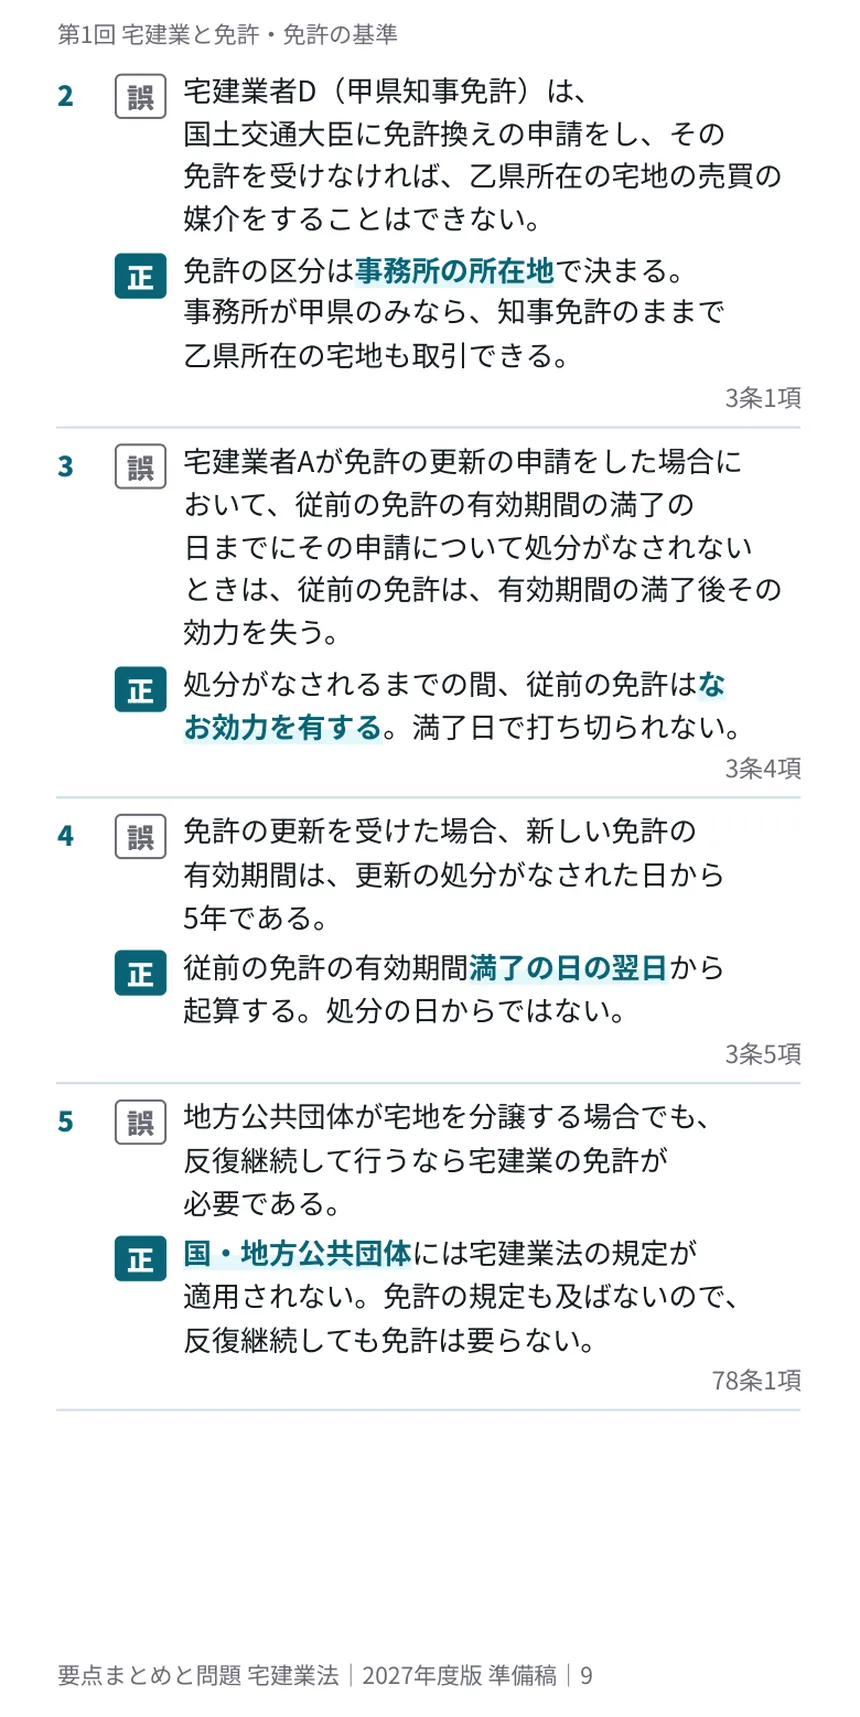 第1回 宅建業と免許・免許の基準
2 誤 宅建業者D（甲県知事免許）は、
国土交通大臣に免許換えの申請をし、その
免許を受けなければ、乙県所在の宅地の売買の
媒介をすることはできない。
正 免許の区分は事務所の所在地で決まる。
事務所が甲県のみなら、知事免許のままで
乙県所在の宅地も取引できる。
3条1項
3 誤 宅建業者Aが免許の更新の申請をした場合に
おいて、従前の免許の有効期間の満了の
日までにその申請について処分がなされない
ときは、従前の免許は、有効期間の満了後その
効力を失う。
正 処分がなされるまでの間、従前の免許はな
お効力を有する。満了日で打ち切られない。
3条4項
4 誤 免許の更新を受けた場合、新しい免許の
有効期間は、更新の処分がなされた日から
5年である。
正 従前の免許の有効期間満了の日の翌日から
起算する。処分の日からではない。
3条5項
5 誤 地方公共団体が宅地を分譲する場合でも、
反復継続して行うなら宅建業の免許が
必要である。
正 国・地方公共団体には宅建業法の規定が
適用されない。免許の規定も及ばないので、
反復継続しても免許は要らない。
78条1項
要点まとめと問題 宅建業法｜2027年度版 準備稿｜9